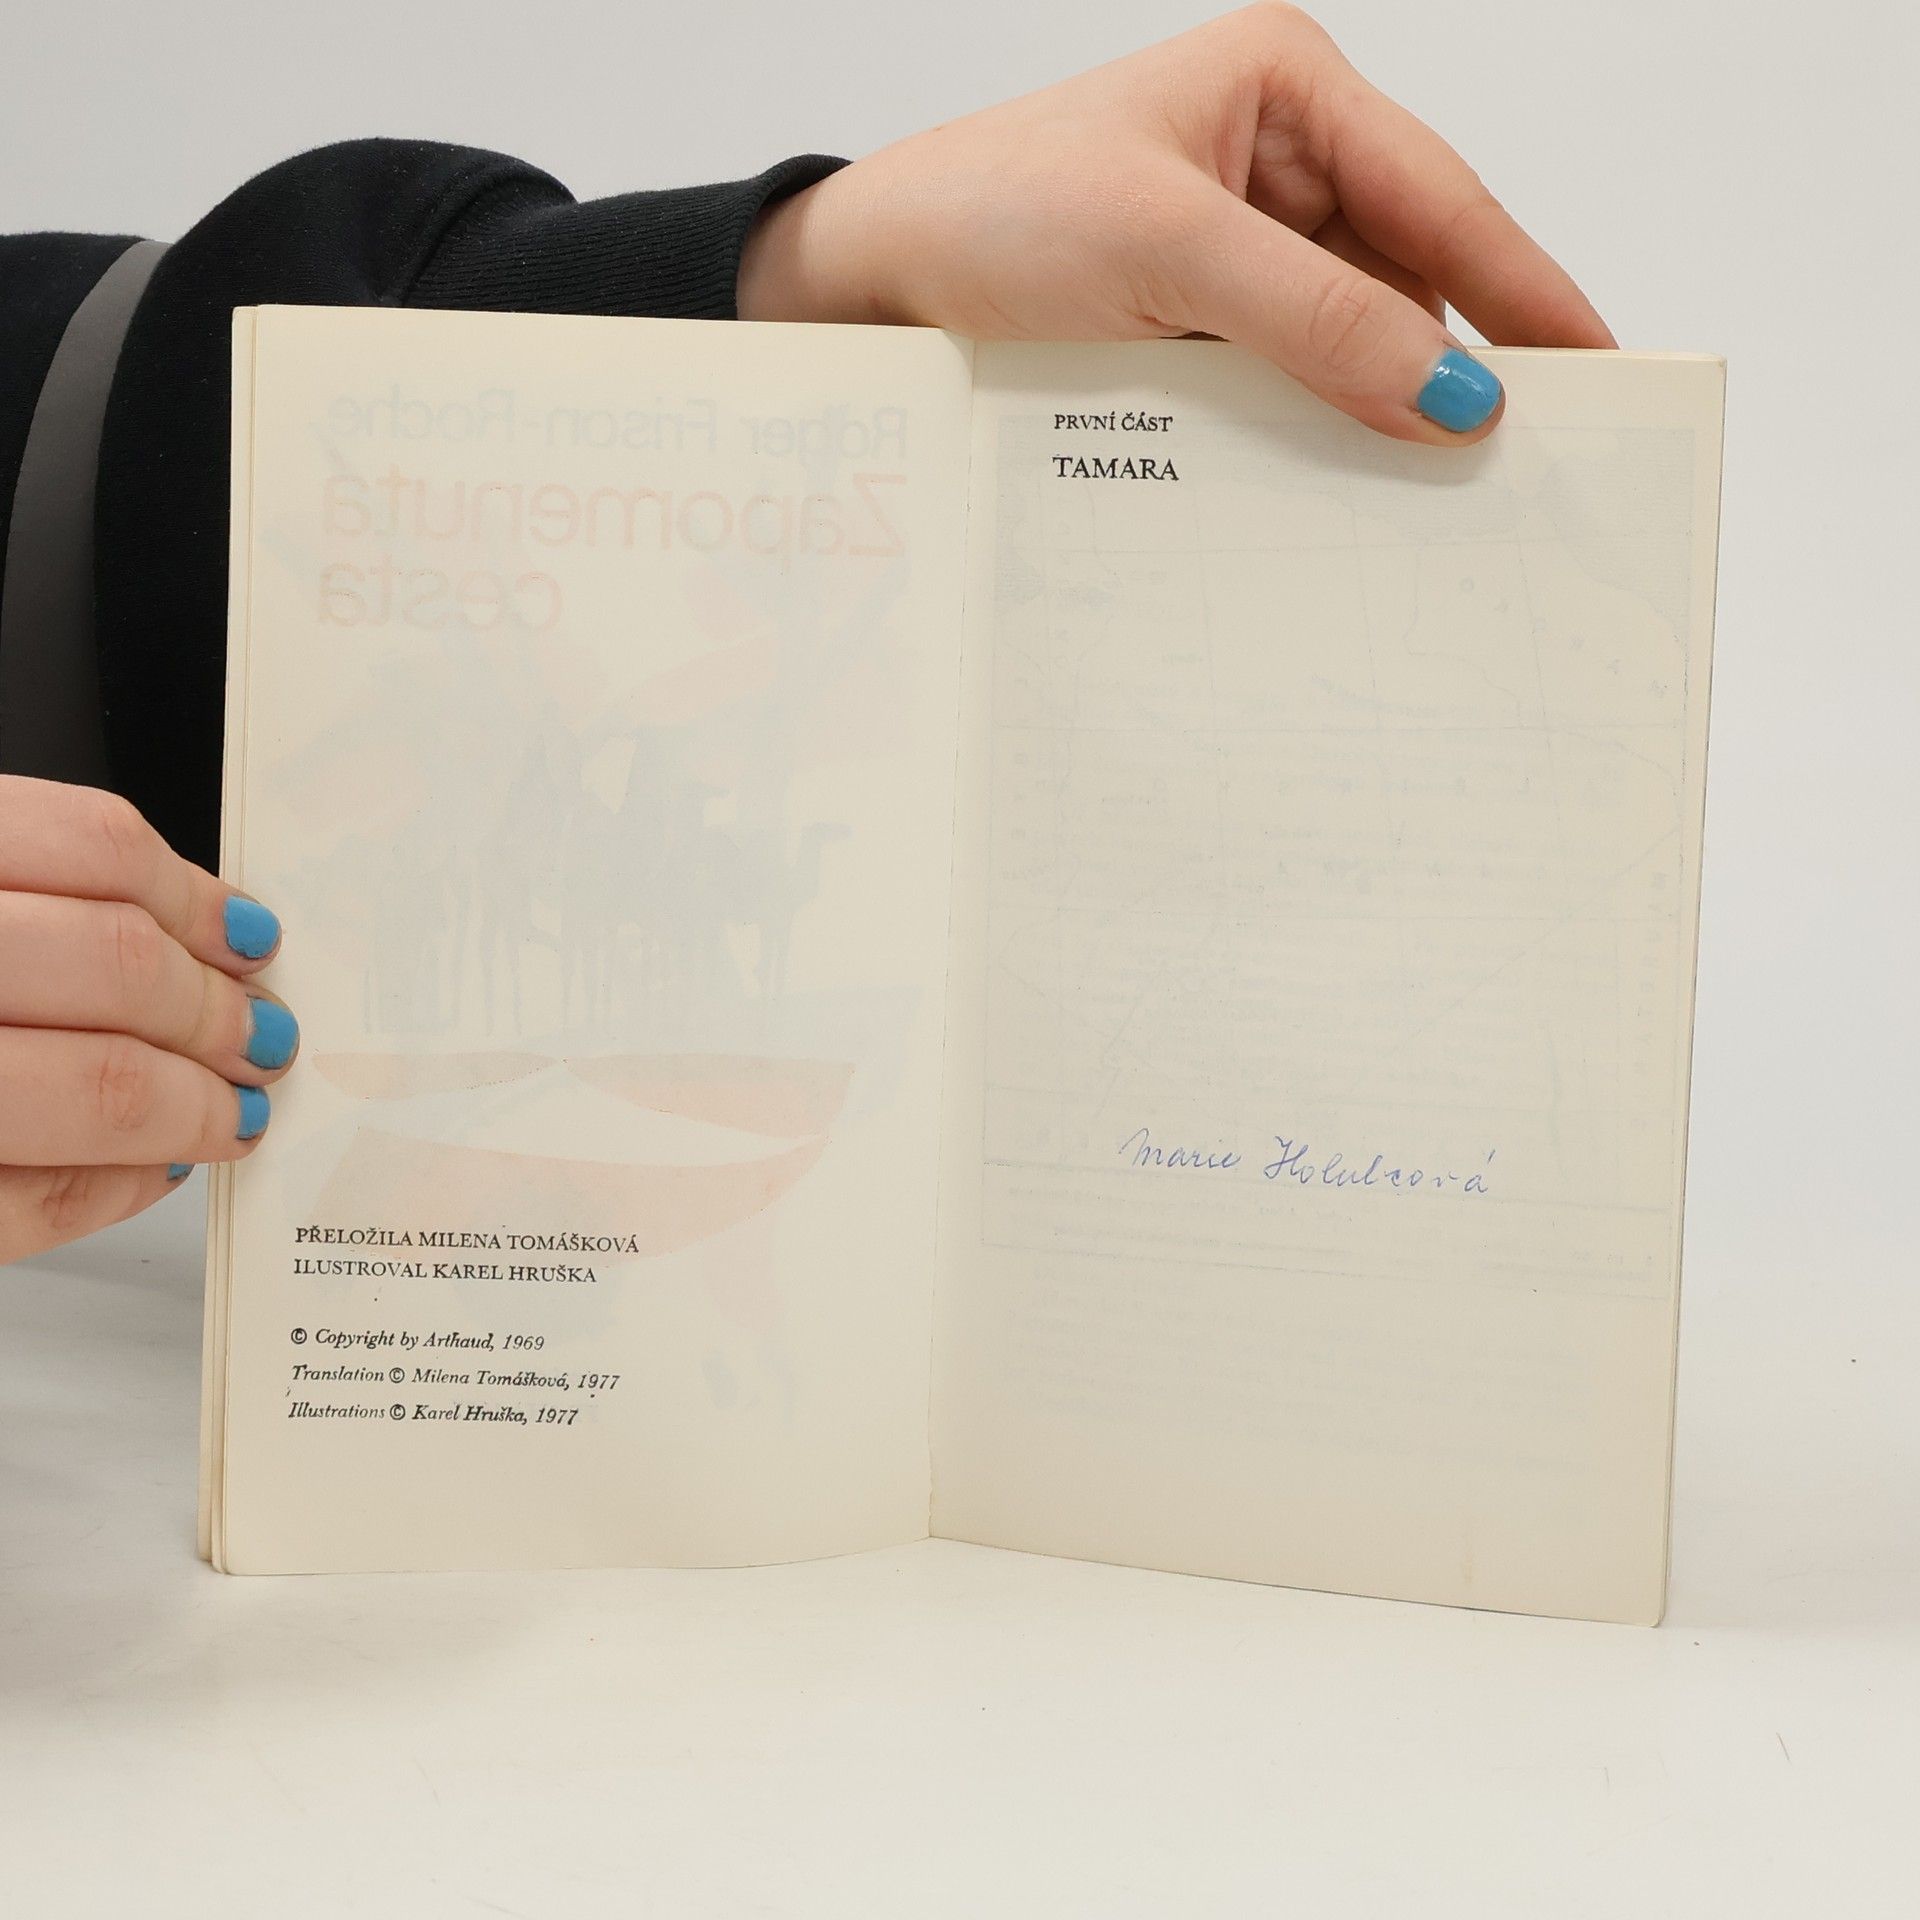 Roger Frison-Roche
Zapomenutá
cesta
PŘELOŽILA MILENA TOMÁŠKOVÁ
ILUSTROVAL KAREL HRUŠKA
© Copyright by Arthaud, 1969
Translation © Milena Tomášková, 1977
Illustrations © Karel Hruška, 1977
PRVNÍ ČÁST
TAMARA
Marie Holubcová